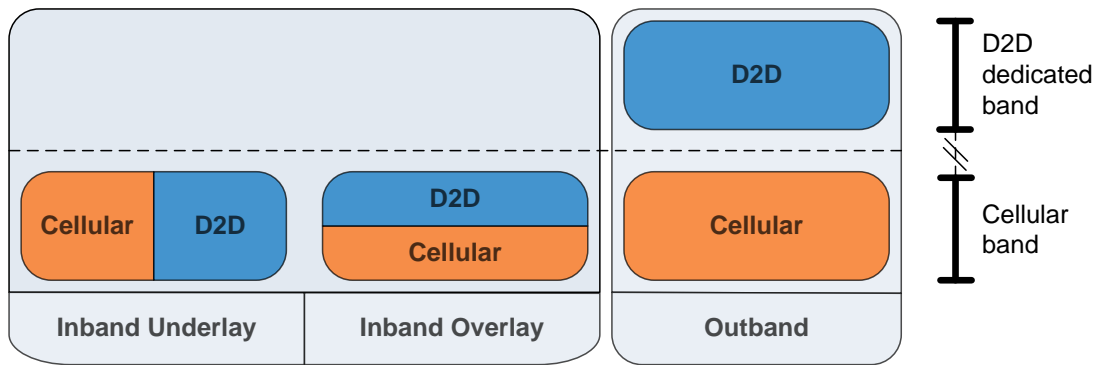 D2D
D2D
dedicated
band
Cellular
D2D
D2D
Cellular
Cellular
Cellular
band
Inband Underlay
Inband Overlay
Outband